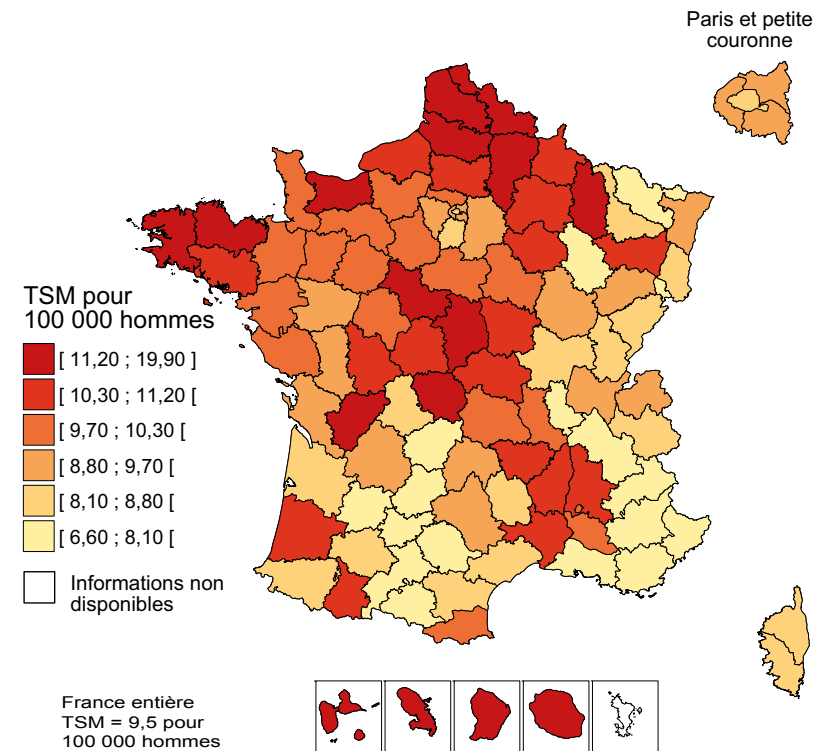 Paris et petite
couronne
TSM pour
100 000 hommes
[ 11,20 ; 19,90 ]
[ 10,30 ; 11,20 [
[ 9,70 ; 10,30 [
[ 8,80 ; 9,70 [
[ 8,10 ; 8,80 [
[ 6,60 ; 8,10 [
Informations non
disponibles
France entière
TSM = 9,5 pour
100 000 hommes